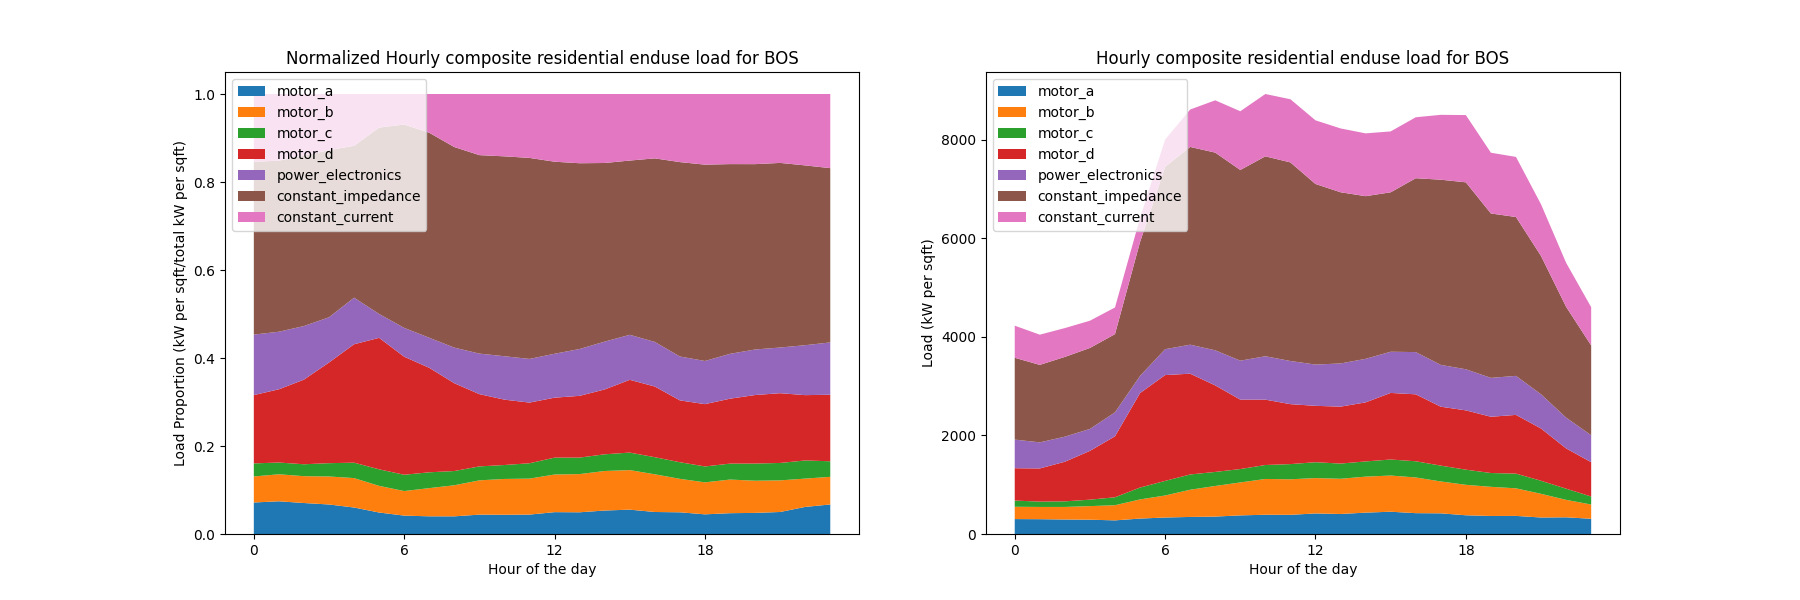 Normalized Hourly composite residential enduse load for BOS
motor_a
motor_b
motor_c
motor_d
power_electronics
constant_impedance
constant_current
Load Proportion (kW per sqft/total kW per sqft)
1.0
0.8
0.6
0.4
0.2
0.0
0
6
12
18
Hour of the day
Hourly composite residential enduse load for BOS
motor_a
motor_b
motor_c
motor_d
power_electronics
constant_impedance
constant_current
Load (kW per sqft)
8000
6000
4000
2000
0
0
6
12
18
Hour of the day